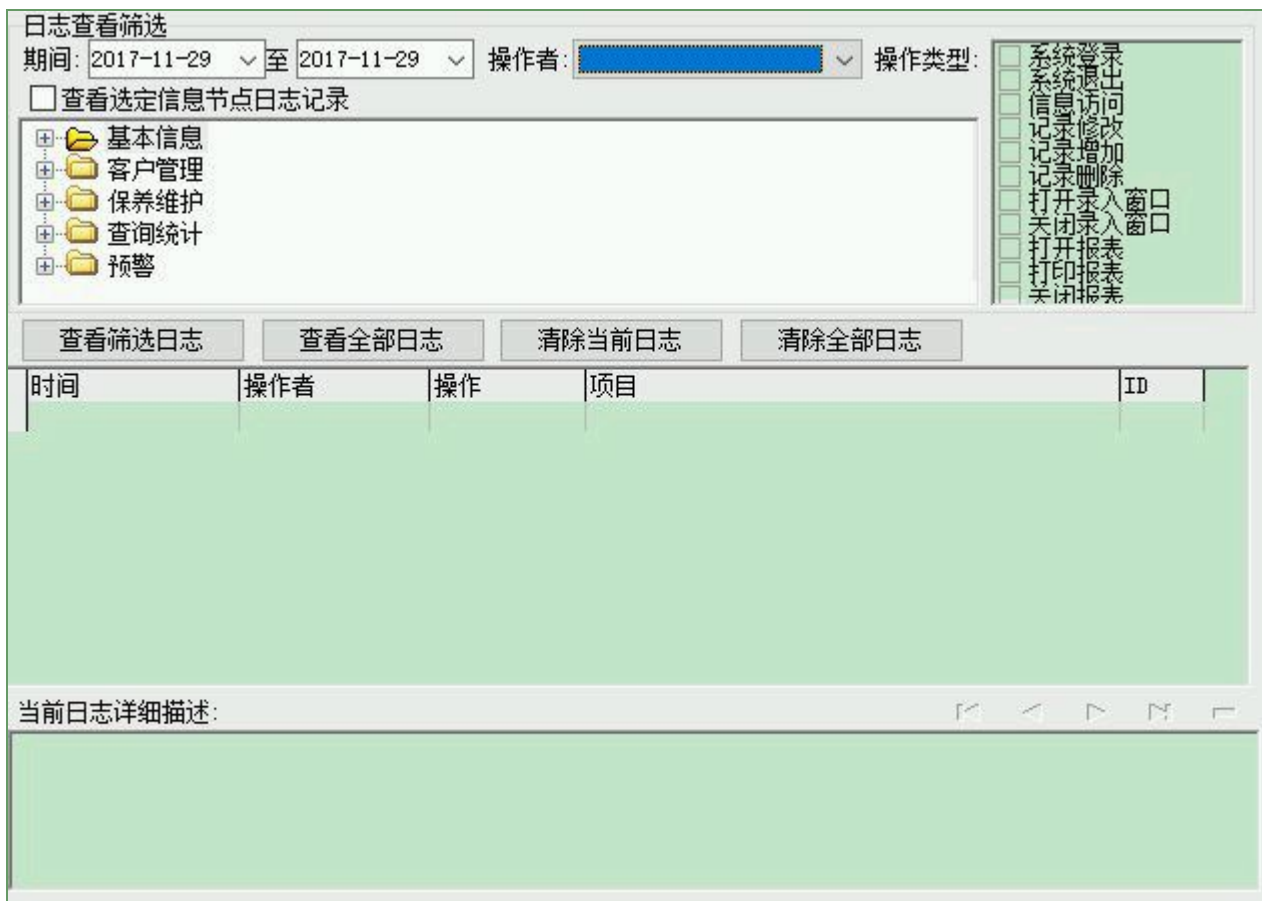 日志查看筛选
期间: 2017-11-29 至 2017-11-29 操作者: 操作类型:
系统登录
系统退出
信息访问
记录修改
记录增加
记录删除
打开录入窗口
关闭录入窗口
打开报表
打印报表
关闭报表
查看选定信息节点日志记录
基本信息
客户管理
保养维护
查询统计
预警
查看筛选日志 查看全部日志 清除当前日志 清除全部日志
时间 操作者 操作 项目 ID
当前日志详细描述: